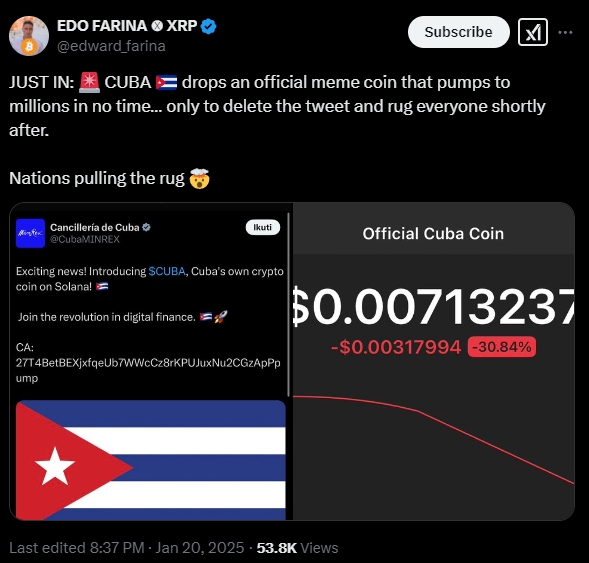 EDO FARINA XRP
@edward_farina
Subscribe
JUST IN: 🚨 CUBA 🇨🇺 drops an official meme coin that pumps to
millions in no time... only to delete the tweet and rug everyone shortly
after.
Nations pulling the rug 🤯
Cancillería de Cuba
@CubaMINREX
Ikuti
Exciting news! Introducing $CUBA, Cuba's own crypto
coin on Solana! 🇨🇺
Join the revolution in digital finance. 🇨🇺🚀
CA:
27T4BetBEXjxfqeUb7WWcCz8rKPUJuxNu2CGzApPp
ump
Official Cuba Coin
$0.00713237
-$0.00317994 -30.84%
Last edited 8:37 PM · Jan 20, 2025 · 53.8K Views